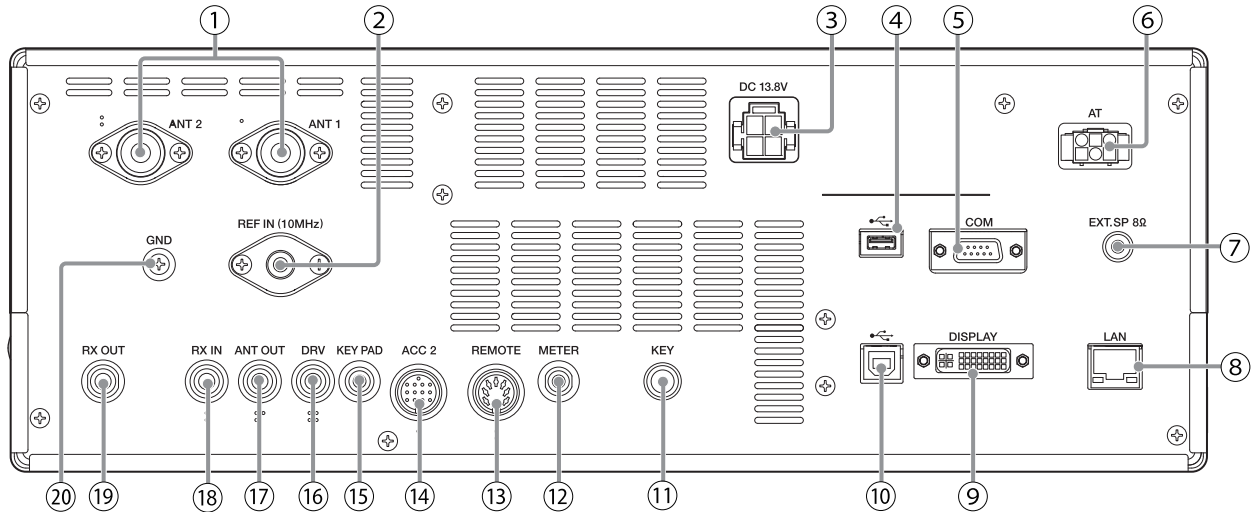 ① ② ③ ④ ⑤ ⑥
DC 13.8V
AT
ANT 2
ANT 1
COM
EXT.SP 8Ω
GND
REF IN (10MHz)
⑦
RX OUT
RX IN
ANT OUT
DRV
KEY PAD
ACC 2
REMOTE
METER
KEY
DISPLAY
LAN
⑧
⑳ ⑲ ⑱ ⑰ ⑯ ⑮ ⑭ ⑬ ⑫ ⑪ ⑩ ⑨